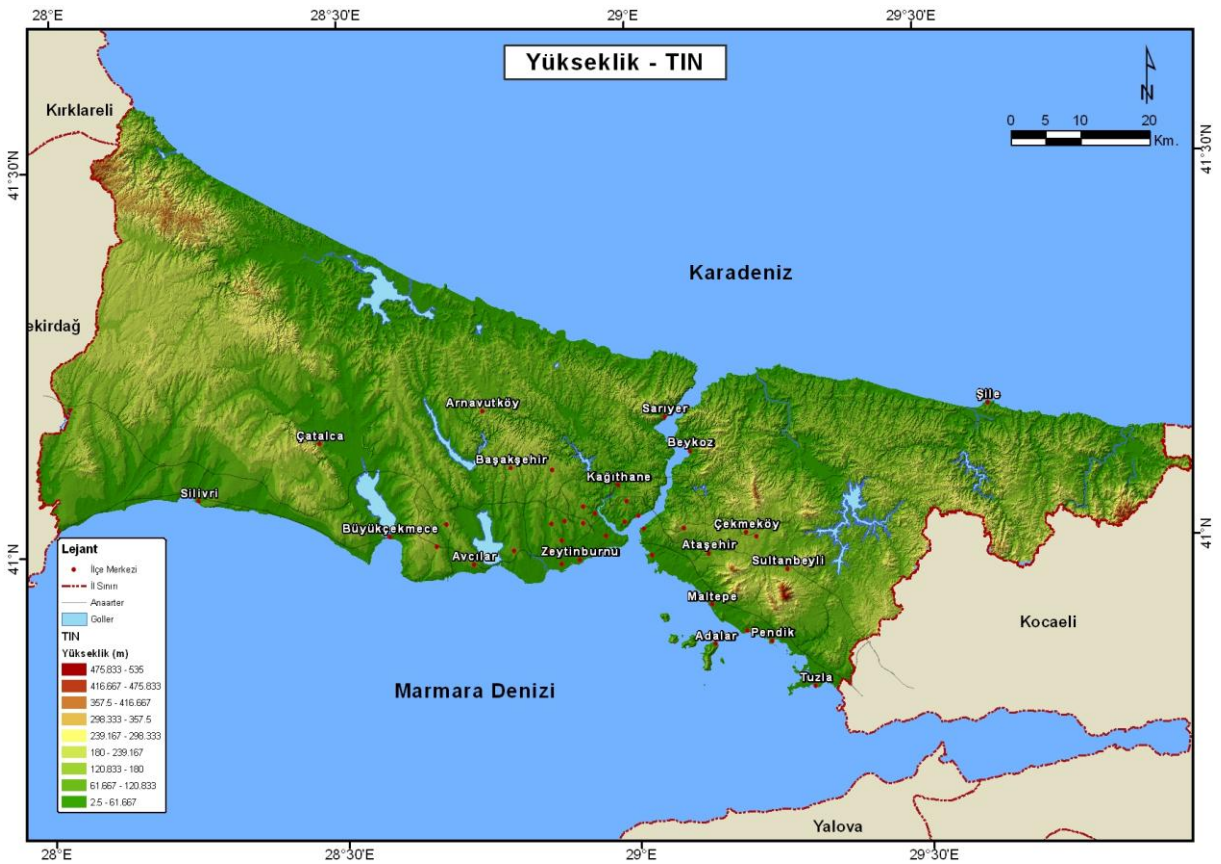 28°E
28°30'E
29°E
29°30'E
Yükseklik - TIN
N
0 5 10 20
Km.
Kırklareli
41°30'N
41°30'N
Karadeniz
ekirdağ
Şile
Arnavutköy
Sarıyer
Çatalca
Beykoz
Başakşehir
Kağıthane
Silivri
Büyükçekmece
Çekmeköy
Avcılar
Zeytinburnu
Ataşehir
Sultanbeyli
41°N
41°N
Maltepe
Adalar
Pendik
Kocaeli
Tuzla
Marmara Denizi
Yalova
Lejant
İlçe Merkezi
İl Sınırı
Anaarter
Göller
TIN
Yükseklik (m)
475.833 - 535
416.667 - 475.833
357.5 - 416.667
298.333 - 357.5
239.167 - 298.333
180 - 239.167
120.833 - 180
61.667 - 120.833
2.5 - 61.667
28°E
28°30'E
29°E
29°30'E